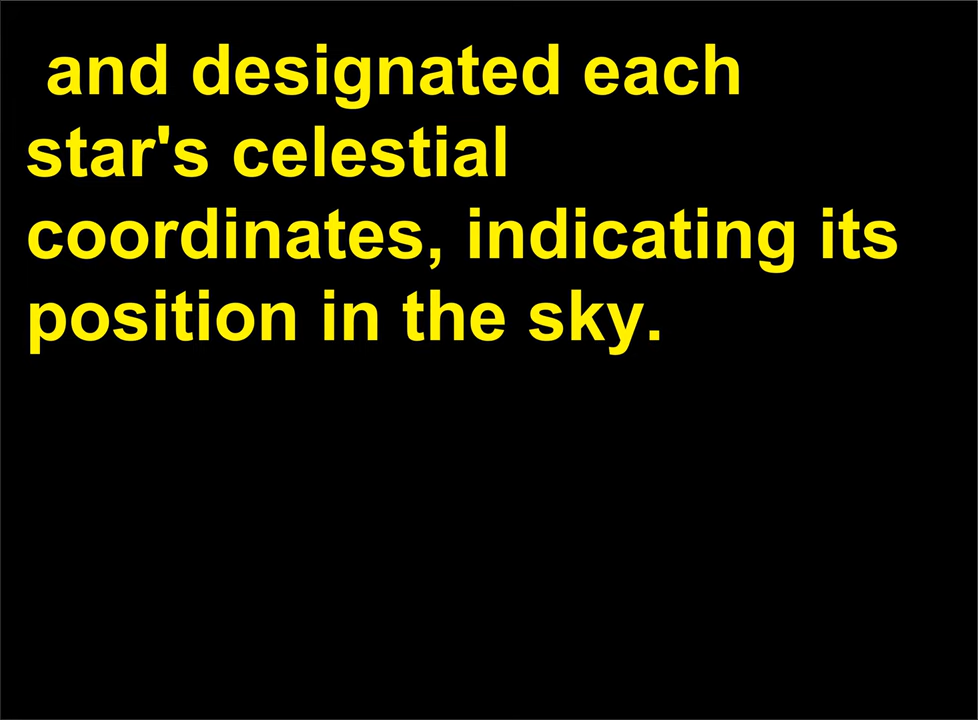 and designated each
star's celestial
coordinates, indicating its
position in the sky.